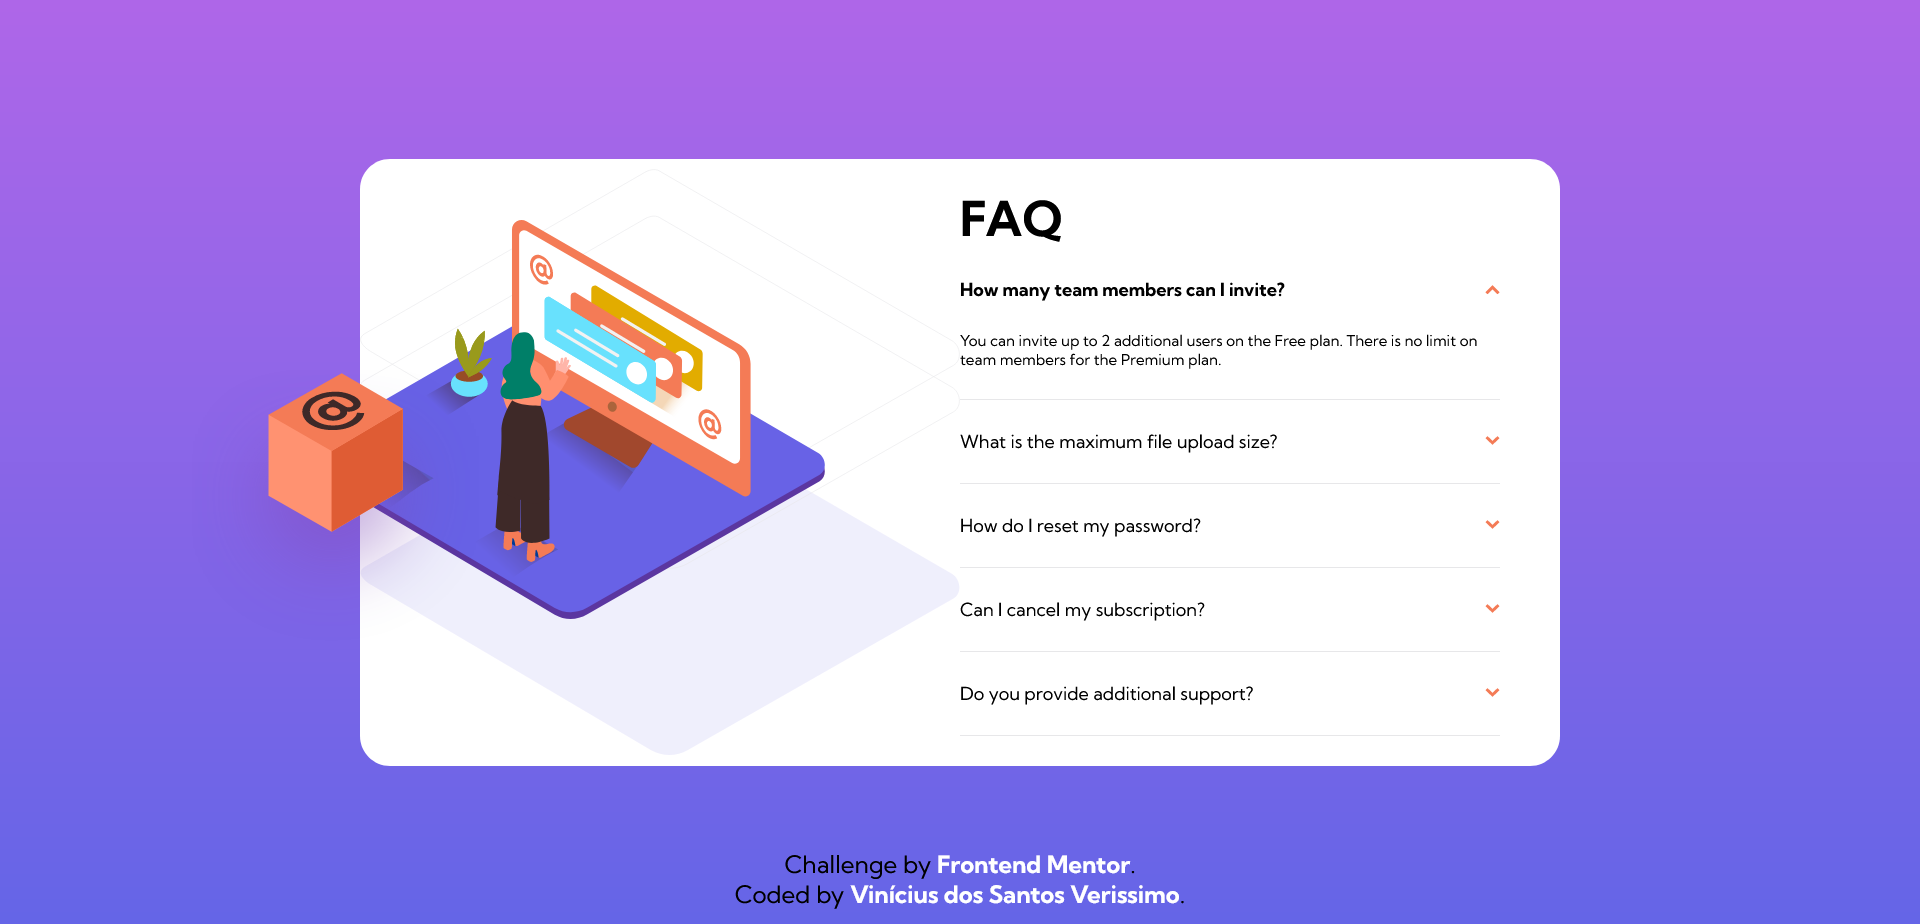 FAQ
How many team members can I invite?
You can invite up to 2 additional users on the Free plan. There is no limit on
team members for the Premium plan.
What is the maximum file upload size?
How do I reset my password?
Can I cancel my subscription?
Do you provide additional support?
@
@
@
Challenge by Frontend Mentor.
Coded by Vinícius dos Santos Verissimo.